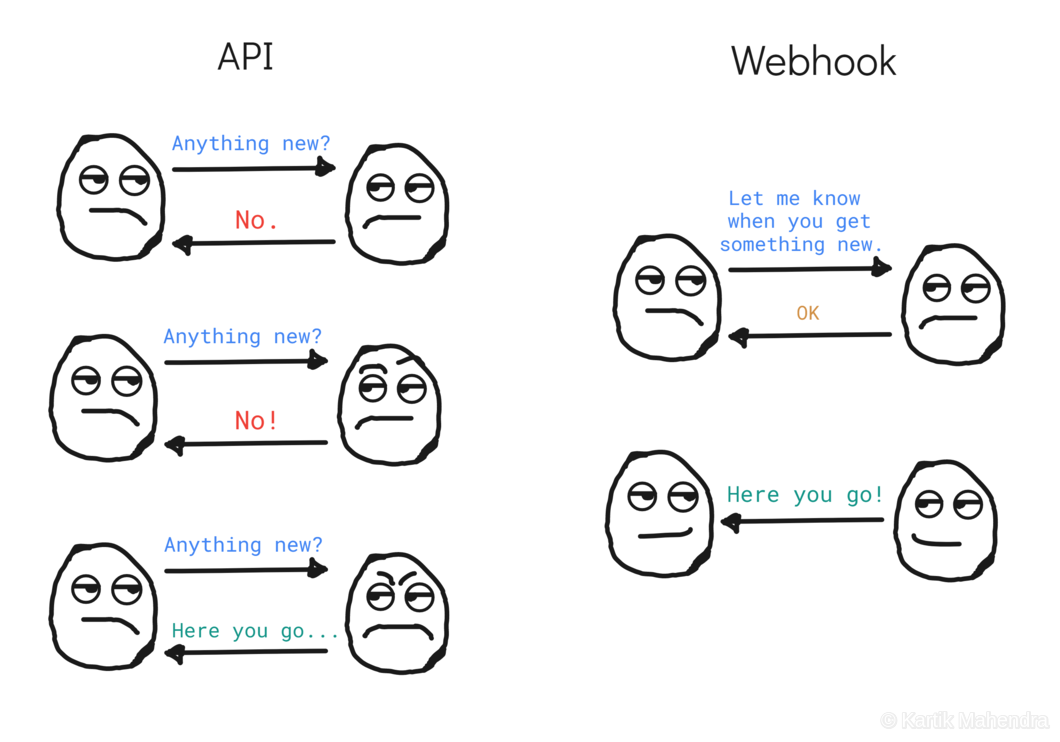 API
Anything new?
No.
Anything new?
No!
Anything new?
Here you go...
Webhook
Let me know
when you get
something new.
OK
Here you go!
© Kartik Mahendra